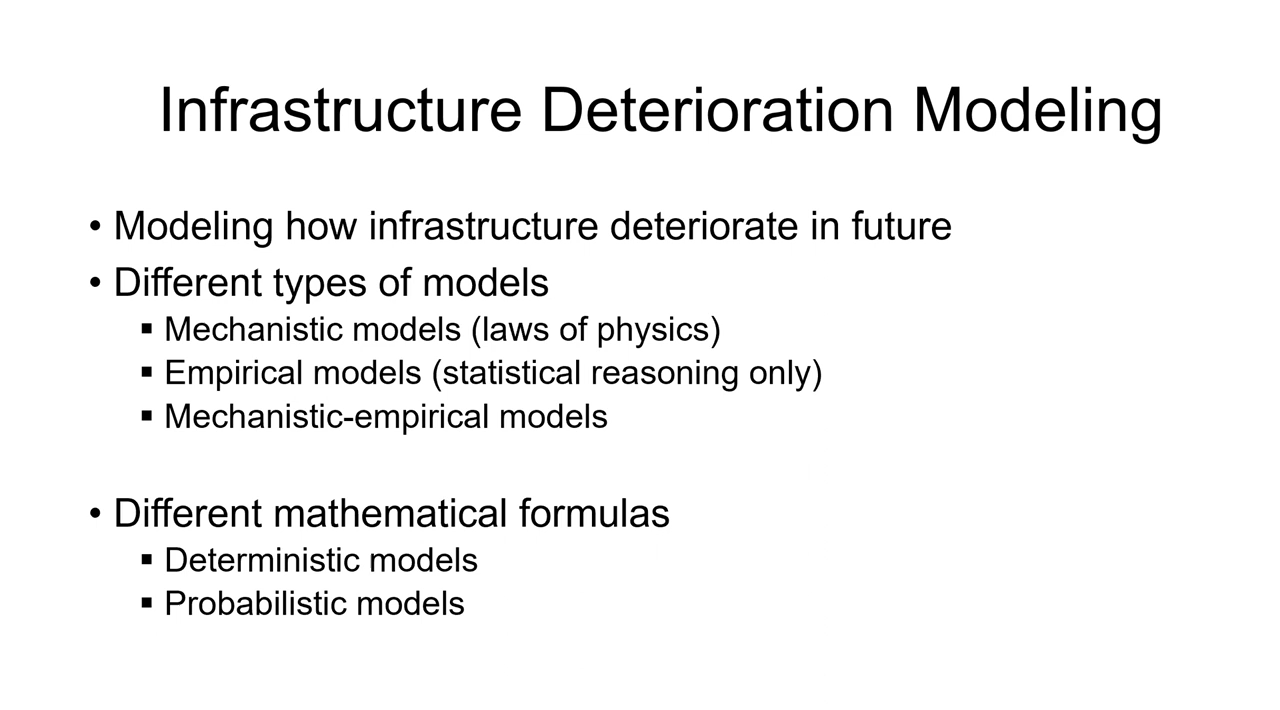 Infrastructure Deterioration Modeling
• Modeling how infrastructure deteriorate in future
• Different types of models
▪ Mechanistic models (laws of physics)
▪ Empirical models (statistical reasoning only)
▪ Mechanistic-empirical models
• Different mathematical formulas
▪ Deterministic models
▪ Probabilistic models